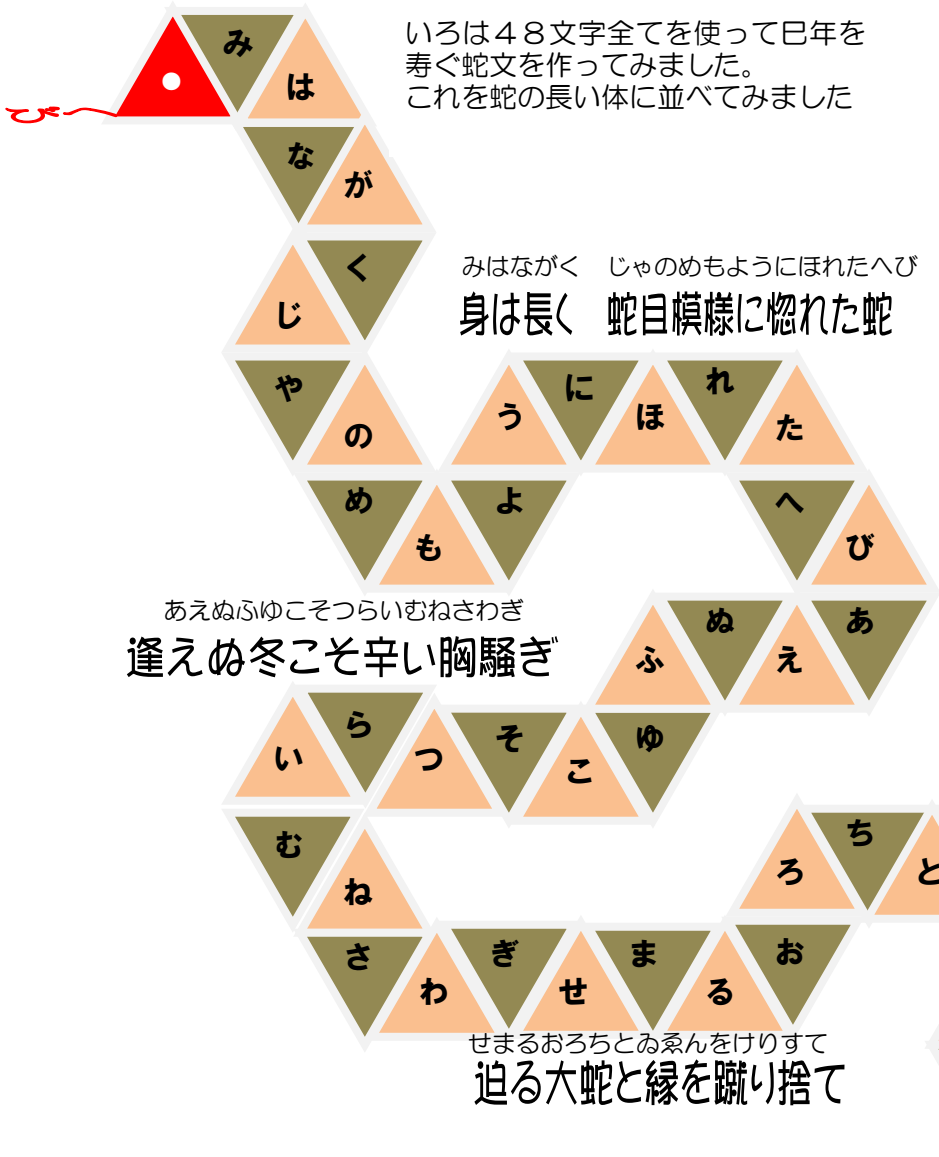 いろは４８文字全てを使って巳年を
寿ぐ蛇文を作ってみました。
これを蛇の長い体に並べてみました
び～
み
は
な
が
く
じ
や
の
め
も
よ
う
に
ほ
れ
た
へ
び
みはながく　じゃのめもようにほれたへび
身は長く　蛇目模様に惚れた蛇
あ
え
ぬ
ふ
ゆ
こ
そ
つ
ら
い
む
ね
さ
わ
ぎ
あえぬふゆこそつらいむねさわぎ
逢えぬ冬こそ辛い胸騒ぎ
せ
ま
る
お
ろ
ち
と
せまるおろちとゐゑんをけりすて
迫る大蛇と縁を蹴り捨て